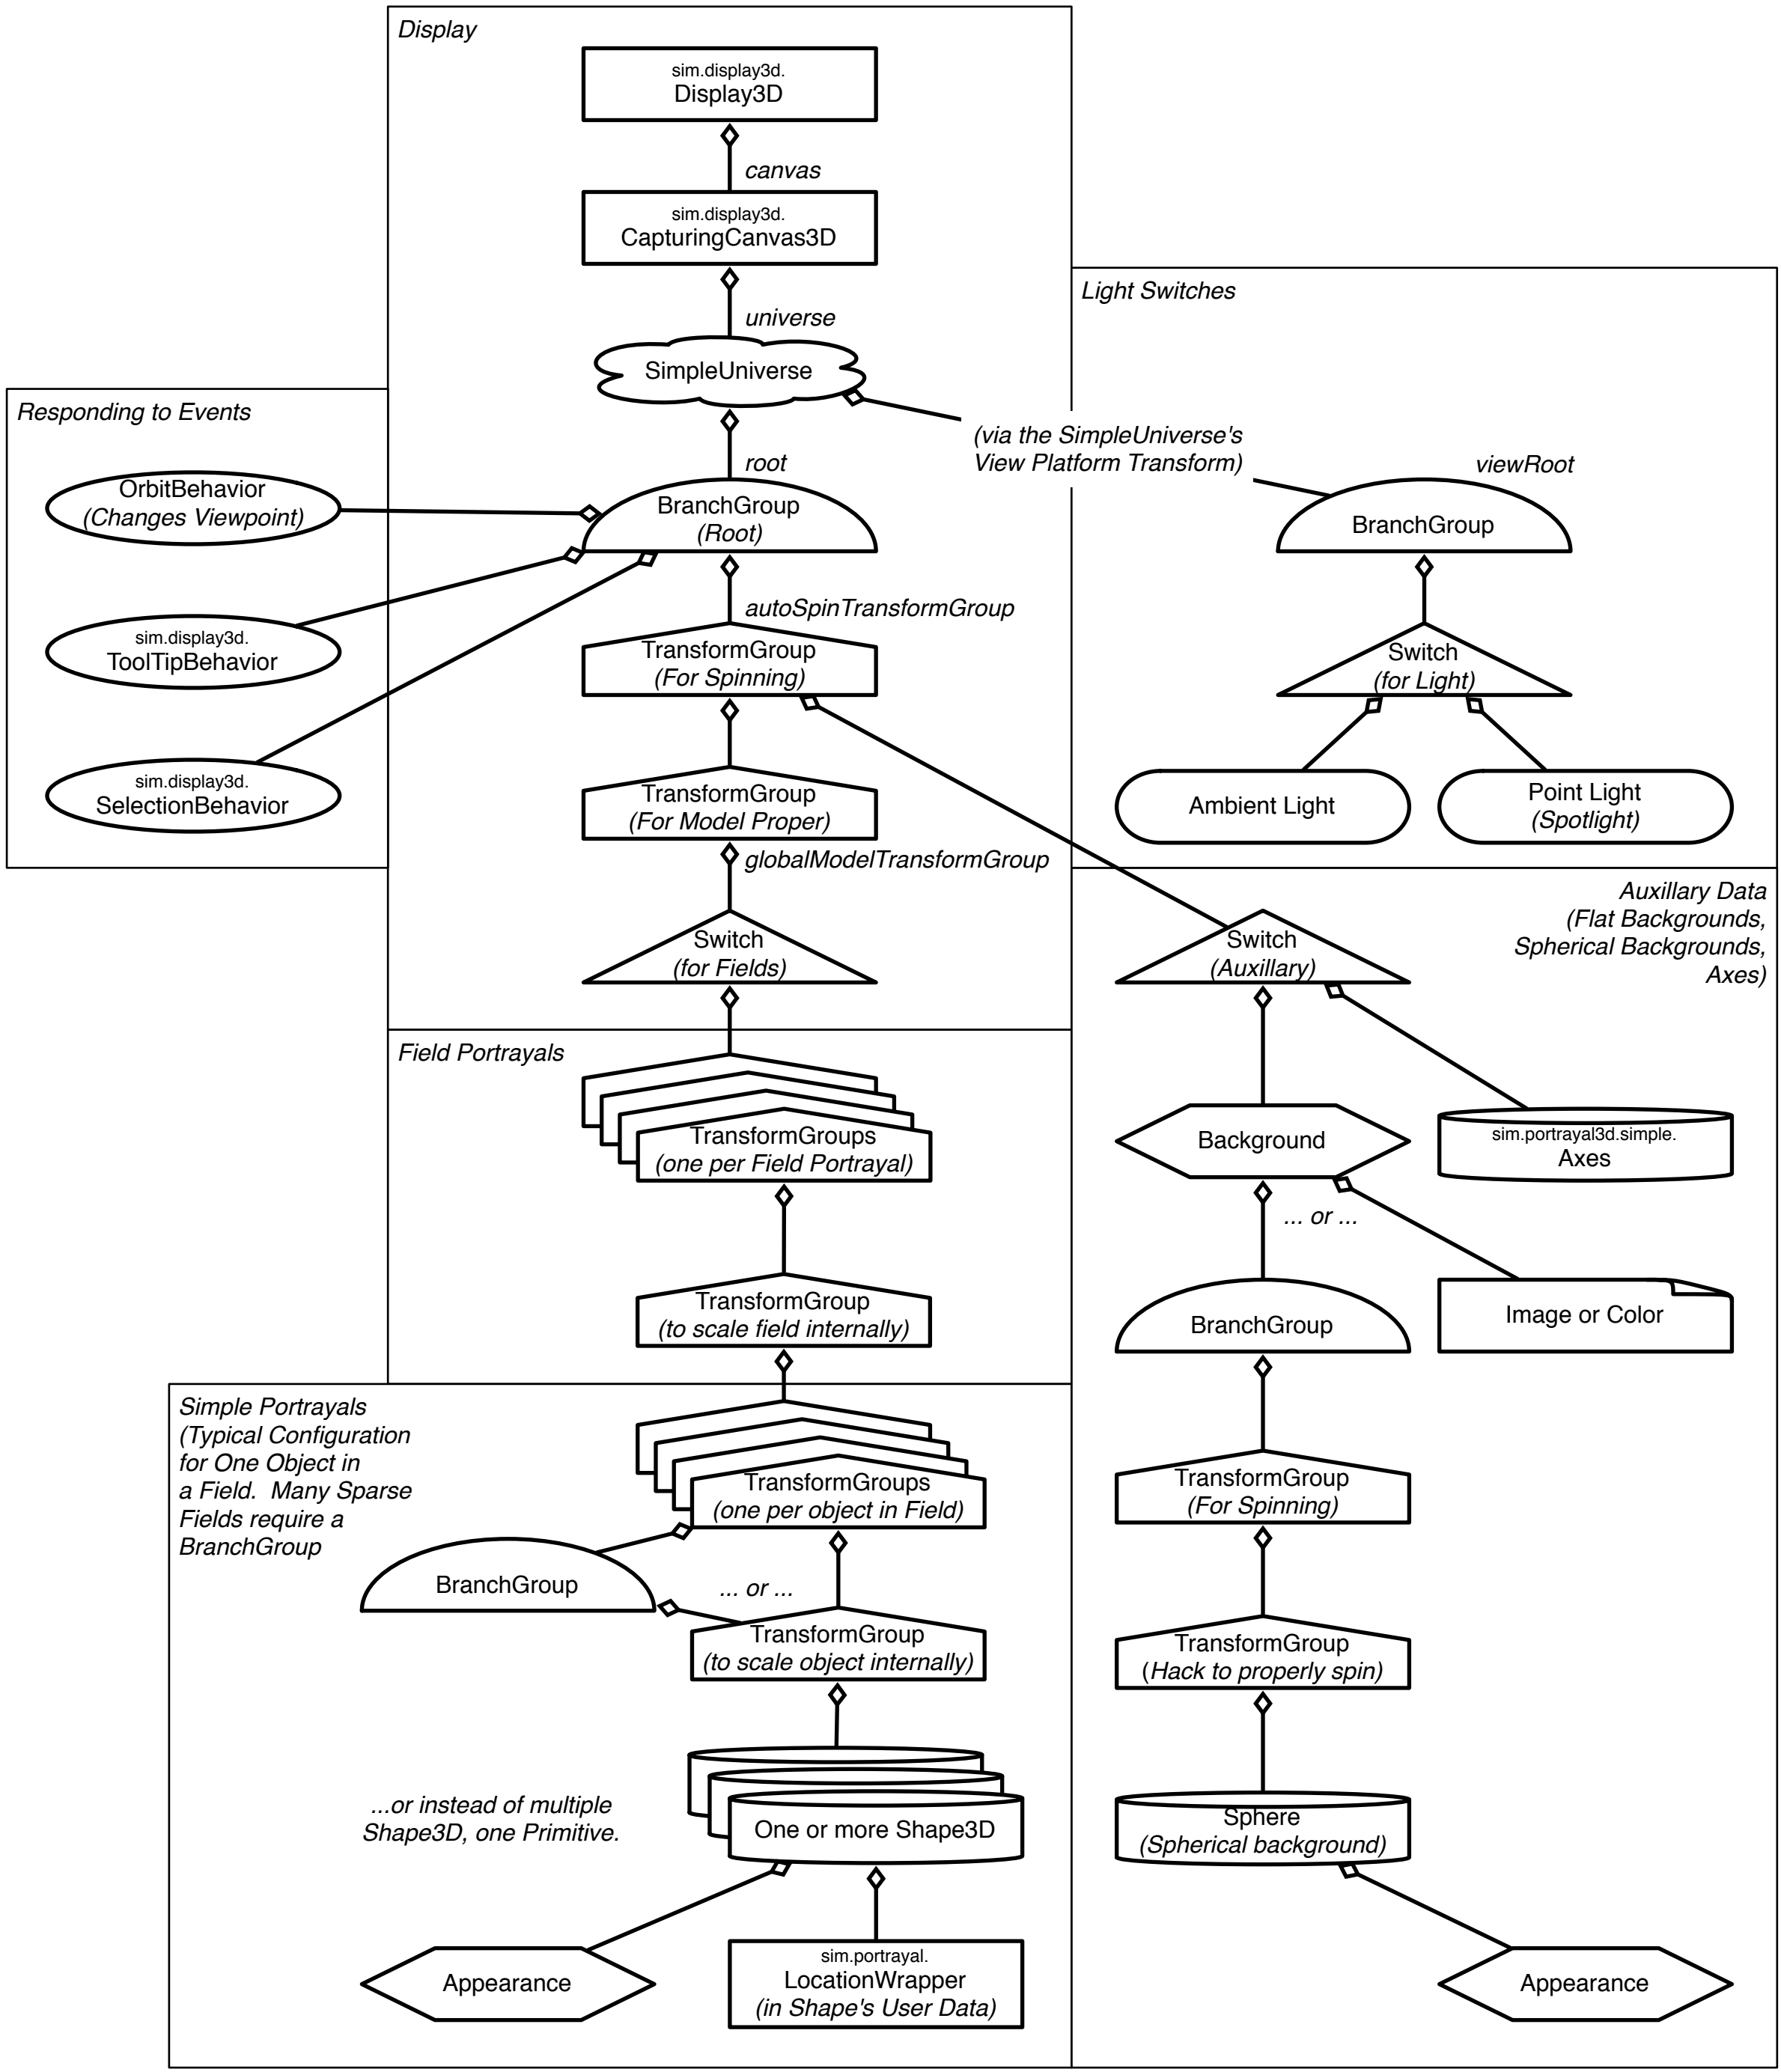 Display
sim.display3d.
Display3D
canvas
sim.display3d.
CapturingCanvas3D
universe
SimpleUniverse
Light Switches
(via the SimpleUniverse's
View Platform Transform)
viewRoot
BranchGroup
Switch
(for Light)
Ambient Light
Point Light
(Spotlight)
Responding to Events
OrbitBehavior
(Changes Viewpoint)
sim.display3d.
ToolTipBehavior
sim.display3d.
SelectionBehavior
root
BranchGroup
(Root)
autoSpinTransformGroup
TransformGroup
(For Spinning)
TransformGroup
(For Model Proper)
globalModelTransformGroup
Switch
(for Fields)
Auxillary Data
(Flat Backgrounds,
Spherical Backgrounds,
Axes)
Switch
(Auxillary)
Background
sim.portrayal3d.simple.
Axes
... or ...
BranchGroup
Image or Color
TransformGroup
(For Spinning)
TransformGroup
(Hack to properly spin)
Sphere
(Spherical background)
Appearance
Field Portrayals
TransformGroups
(one per Field Portrayal)
TransformGroup
(to scale field internally)
Simple Portrayals
(Typical Configuration
for One Object in
a Field.  Many Sparse
Fields require a
BranchGroup
TransformGroups
(one per object in Field)
BranchGroup
... or ...
TransformGroup
(to scale object internally)
...or instead of multiple
Shape3D, one Primitive.
One or more Shape3D
Appearance
sim.portrayal.
LocationWrapper
(in Shape's User Data)